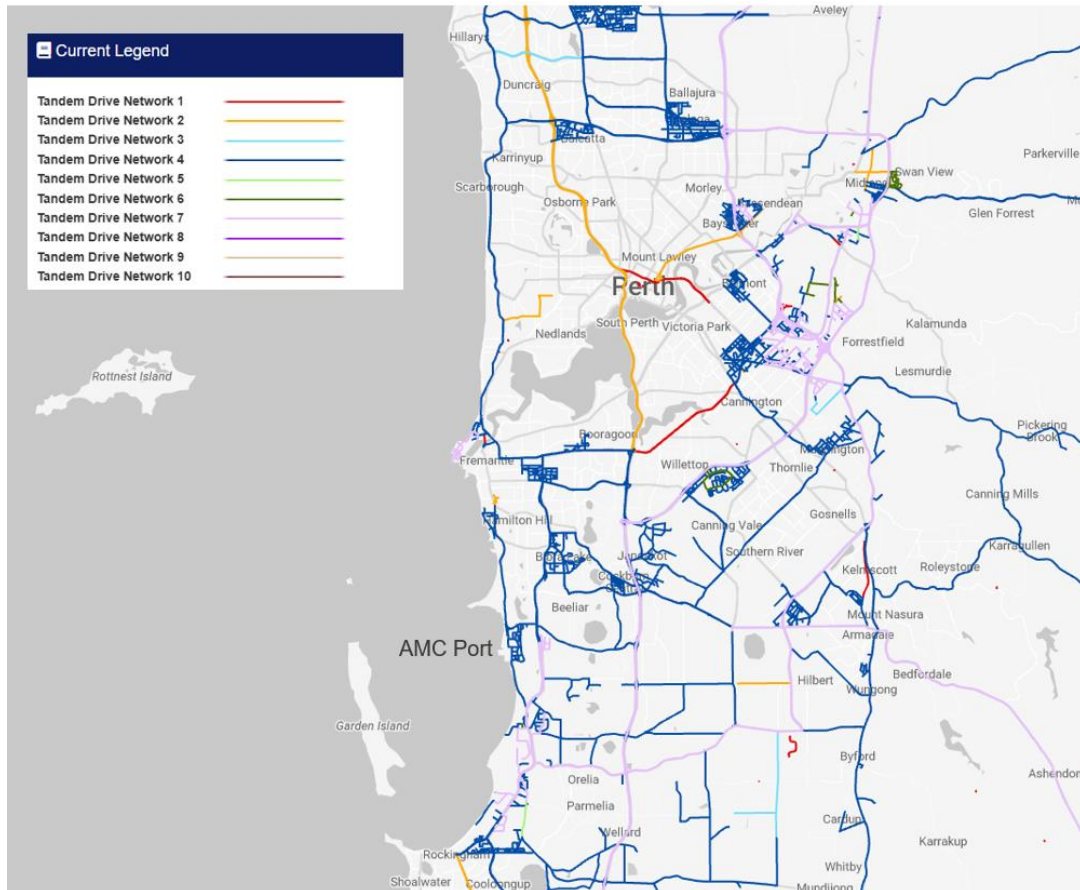 Current Legend
Tandem Drive Network 1
Tandem Drive Network 2
Tandem Drive Network 3
Tandem Drive Network 4
Tandem Drive Network 5
Tandem Drive Network 6
Tandem Drive Network 7
Tandem Drive Network 8
Tandem Drive Network 9
Tandem Drive Network 10
Aveley
Hillarys
Duncraig
Ballajura
Karrinyup
Parkerville
Scarborough
Swan View
Morley
Osborne Park
Glen Forrest
Mount Lawley
Perth
South Perth
Victoria Park
Nedlands
Kalamunda
Forrestfield
Rottnest Island
Lesmurdie
Cannington
Pickering
Brook
Booragoon
Fremantle
Willetton
Thornlie
Canning Mills
Gosnells
Hamilton Hill
Canning Vale
Southern River
Karragullen
Kelmscott
Roleystone
Beeliar
Mount Nasura
Armadale
AMC Port
Bedfordale
Hilbert
Wungong
Garden Island
Byford
Orelia
Ashendon
Parmelia
Cardup
Wellard
Karrakup
Rockingham
Whitby
Shoalwater
Cooloongup
Mundijong